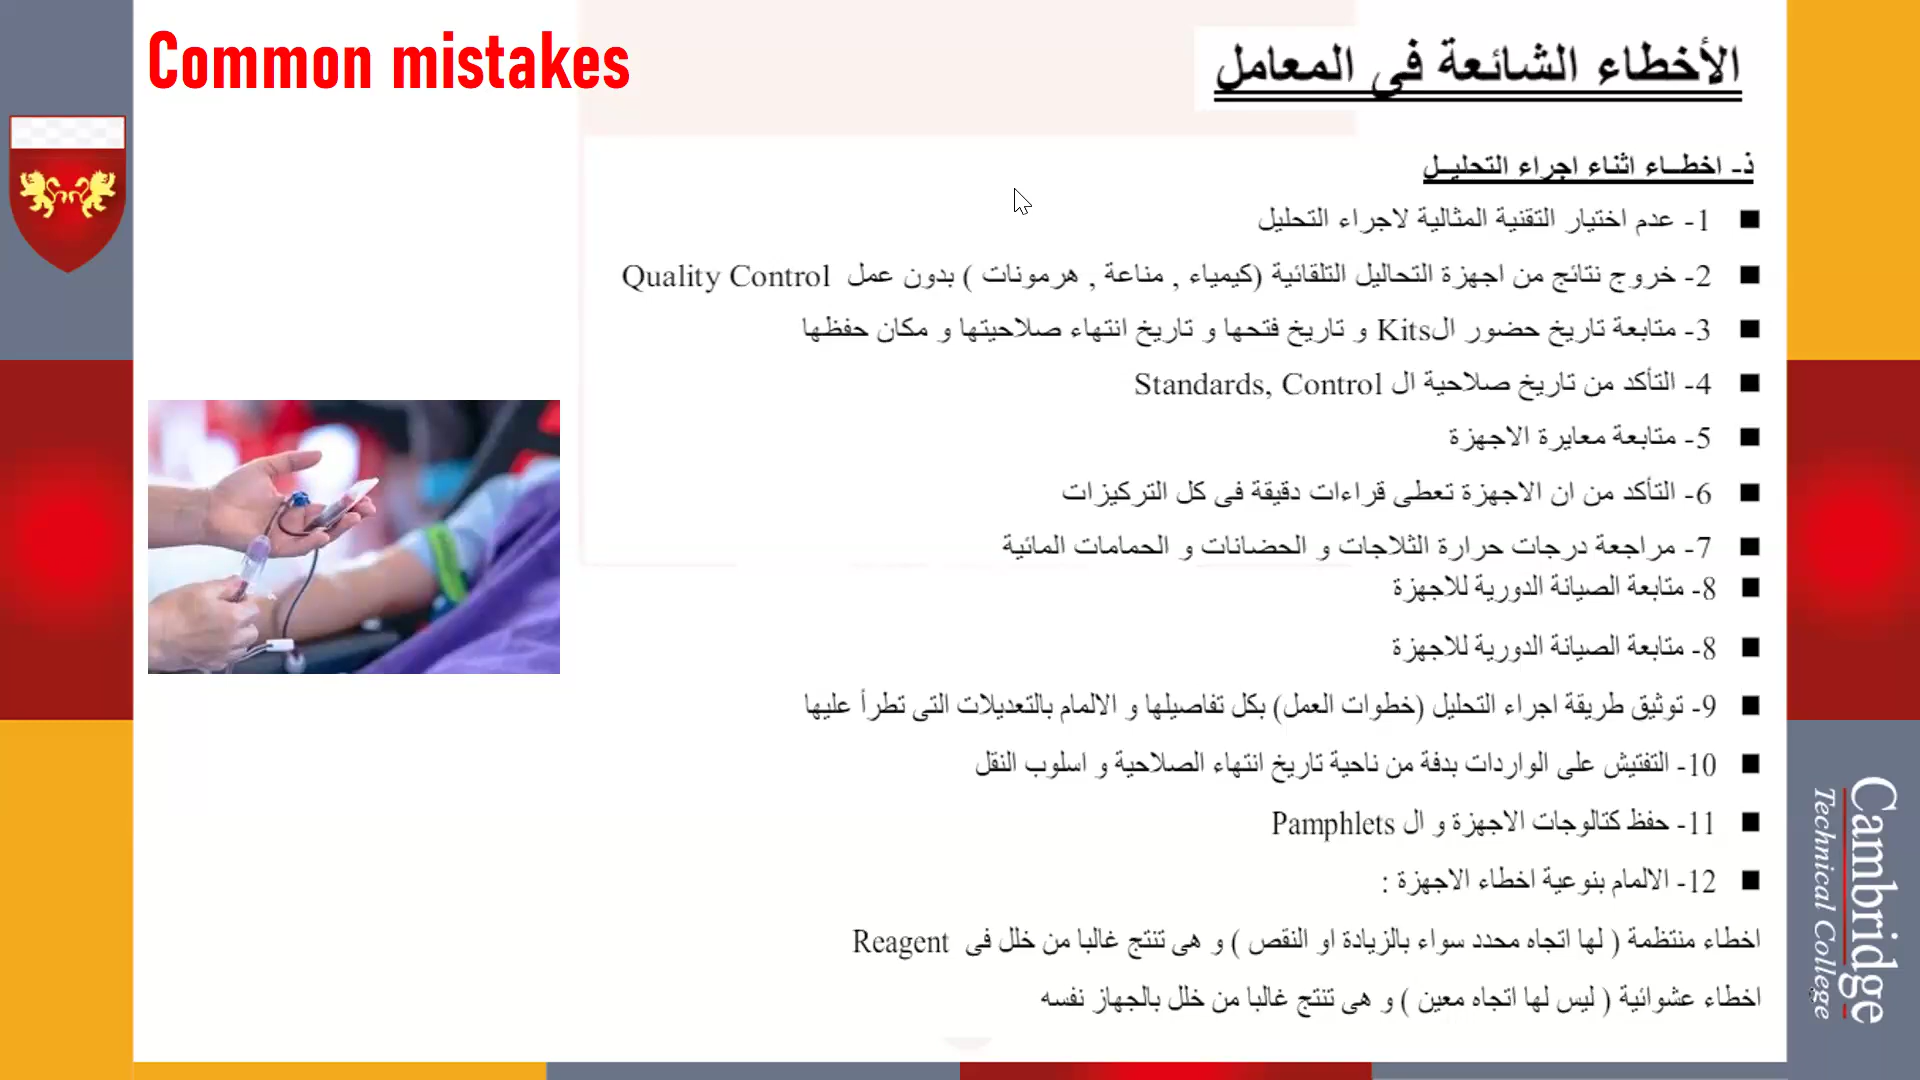 Common mistakes
الأخطاء الشائعة فى المعامل
ذ- اخطــاء اثناء اجراء التحليــل
1- عدم اختيار التقنية المثالية لاجراء التحليل
2- خروج نتائج من اجهزة التحاليل التلقائية (كيمياء , مناعة , هرمونات ) بدون عمل Quality Control
3- متابعة تاريخ حضور الKits و تاريخ فتحها و تاريخ انتهاء صلاحيتها و مكان حفظها
4- التأكد من تاريخ صلاحية ال Standards, Control
5- متابعة معايرة الاجهزة
6- التأكد من ان الاجهزة تعطى قراءات دقيقة فى كل التركيزات
7- مراجعة درجات حرارة الثلاجات و الحضانات و الحمامات المائية
8- متابعة الصيانة الدورية للاجهزة
8- متابعة الصيانة الدورية للاجهزة
9- توثيق طريقة اجراء التحليل (خطوات العمل) بكل تفاصيلها و الالمام بالتعديلات التى تطرأ عليها
10- التفتيش على الواردات بدفة من ناحية تاريخ انتهاء الصلاحية و اسلوب النقل
11- حفظ كتالوجات الاجهزة و ال Pamphlets
12- الالمام بنوعية اخطاء الاجهزة :
اخطاء منتظمة ( لها اتجاه محدد سواء بالزيادة او النقص ) و هى تنتج غالبا من خلل فى Reagent
اخطاء عشوائية ( ليس لها اتجاه معين ) و هى تنتج غالبا من خلل بالجهاز نفسه
Cambridge
Technical College